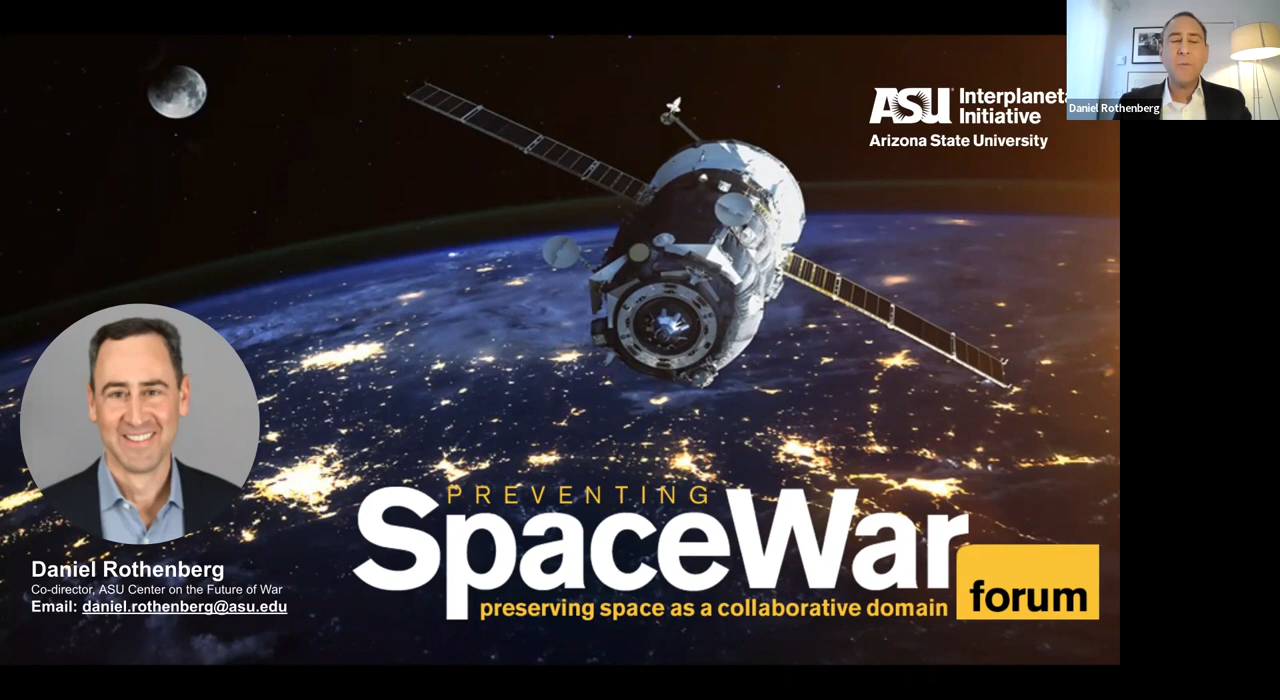 ASU Interplaneta
Initiative
Arizona State University
Daniel Rothenberg
PREVENTING
SpaceWar
forum
preserving space as a collaborative domain
Daniel Rothenberg
Co-director, ASU Center on the Future of War
Email: daniel.rothenberg@asu.edu